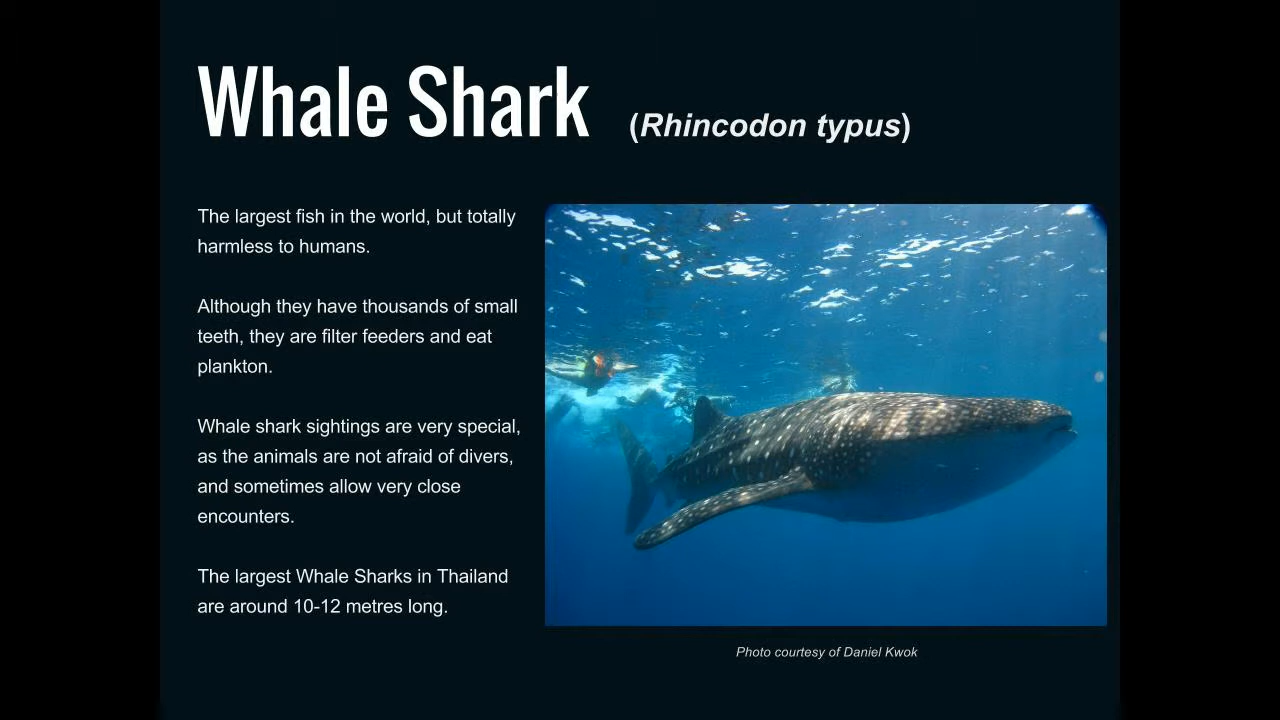 Whale Shark (Rhincodon typus)
The largest fish in the world, but totally
harmless to humans.
Although they have thousands of small
teeth, they are filter feeders and eat
plankton.
Whale shark sightings are very special,
as the animals are not afraid of divers,
and sometimes allow very close
encounters.
The largest Whale Sharks in Thailand
are around 10-12 metres long.
Photo courtesy of Daniel Kwok